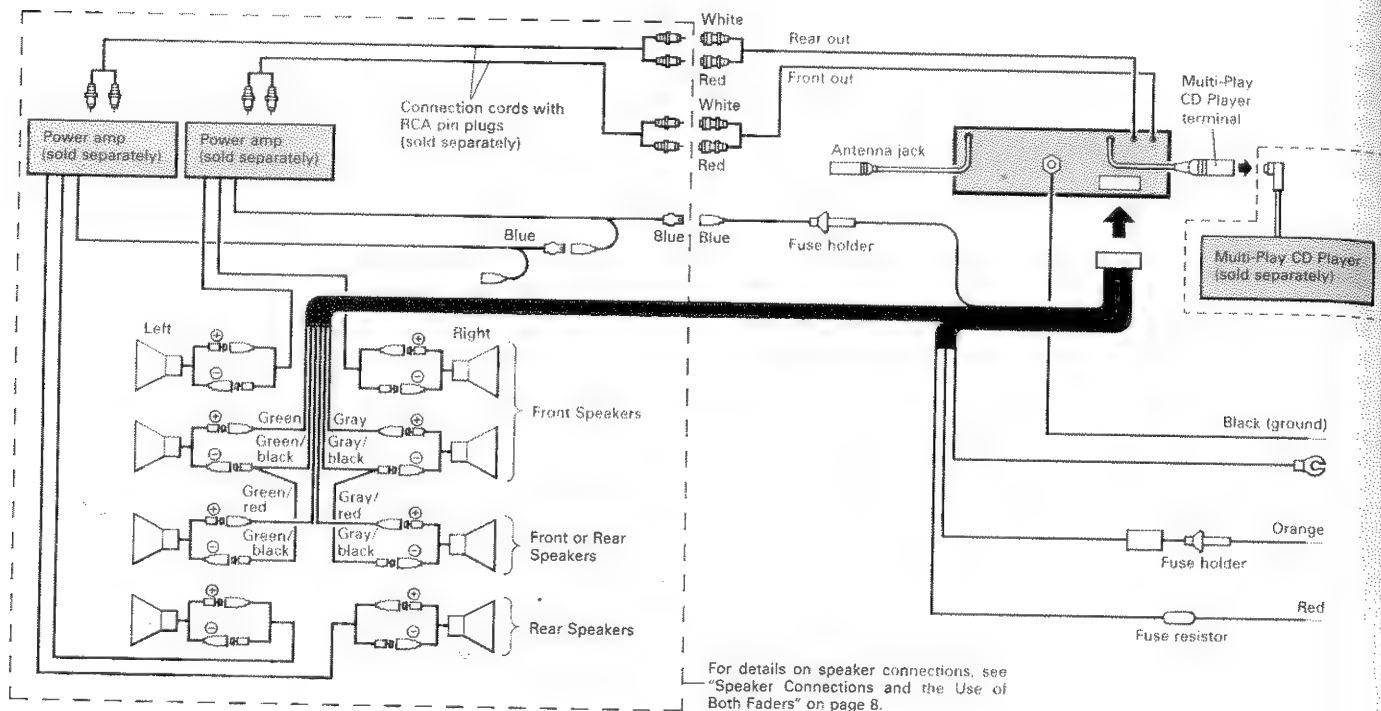 White
Rear out
Red
Front out
Multi-Play
CD Player
terminal
Connection cords with
RCA pin plugs
(sold separately)
White
Red
Power amp
(sold separately)
Power amp
(sold separately)
Antenna jack
Blue
Blue
Blue
Fuse holder
Multi-Play CD Player
(sold separately)
Left
Right
⊕
⊖
⊕
⊖
Front Speakers
⊕
Green
Gray
⊕
⊖
Green/
black
Gray/
black
⊖
Black (ground)
Green/
red
Gray/
red
⊕
⊕
⊖
Green/
black
Gray/
black
⊖
Front or Rear
Speakers
Orange
Fuse holder
⊕
⊖
⊕
⊖
Rear Speakers
Red
Fuse resistor
For details on speaker connections, see
"Speaker Connections and the Use of
Both Faders" on page 8.